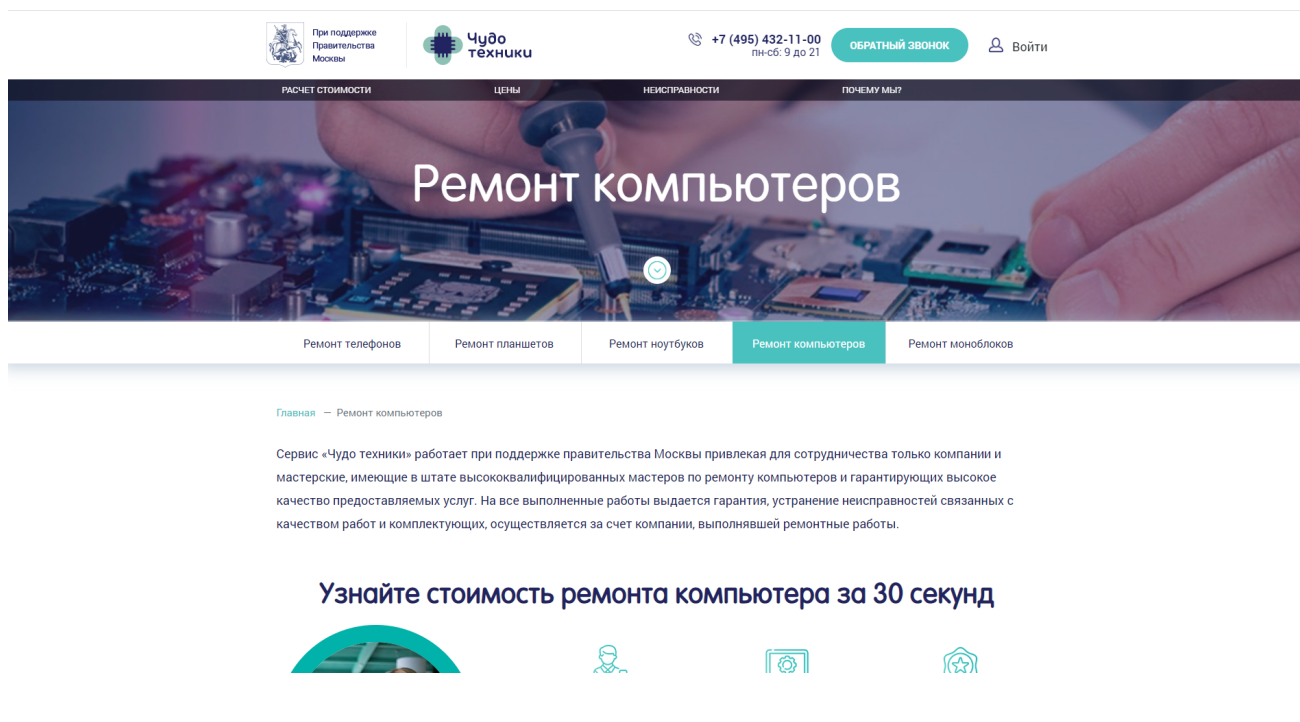 При поддержке
Правительства
Москвы
Чудо
техники
+7 (495) 432-11-00
пн-сб: 9 до 21
ОБРАТНЫЙ ЗВОНОК
Войти
РАСЧЕТ СТОИМОСТИ ЦЕНЫ НЕИСПРАВНОСТИ ПОЧЕМУ МЫ?
Ремонт компьютеров
Ремонт телефонов Ремонт планшетов Ремонт ноутбуков Ремонт компьютеров Ремонт моноблоков
Главная — Ремонт компьютеров
Сервис «Чудо техники» работает при поддержке правительства Москвы привлекая для сотрудничества только компании и
мастерские, имеющие в штате высококвалифицированных мастеров по ремонту компьютеров и гарантирующих высокое
качество предоставляемых услуг. На все выполненные работы выдается гарантия, устранение неисправностей связанных с
качеством работ и комплектующих, осуществляется за счет компании, выполнявшей ремонтные работы.
Узнайте стоимость ремонта компьютера за 30 секунд